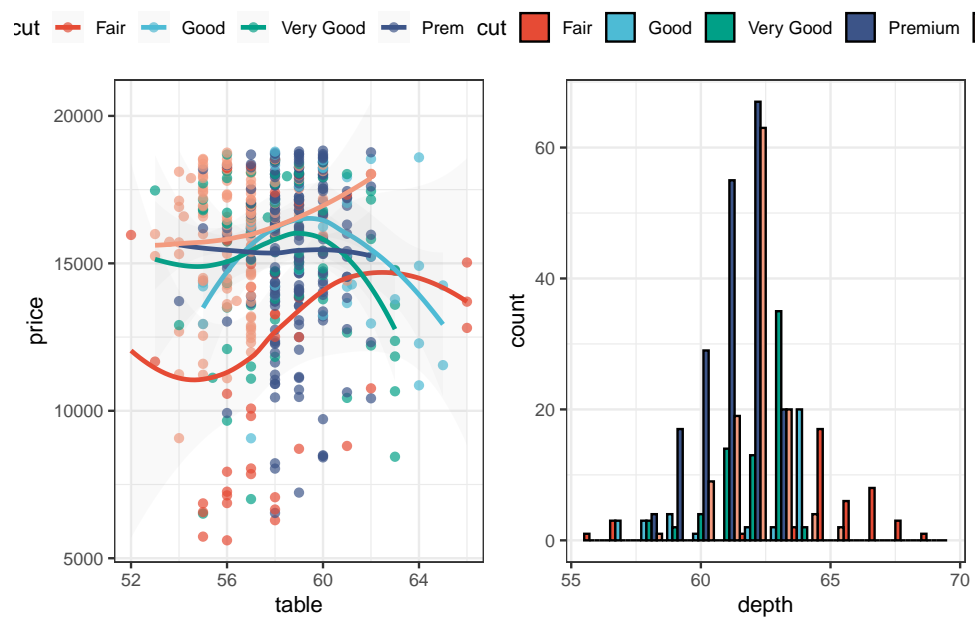 cut Fair Good Very Good Prem
cut Fair Good Very Good Premium
20000
15000
10000
5000
price
52 56 60 64
table
60
40
20
0
count
55 60 65 70
depth